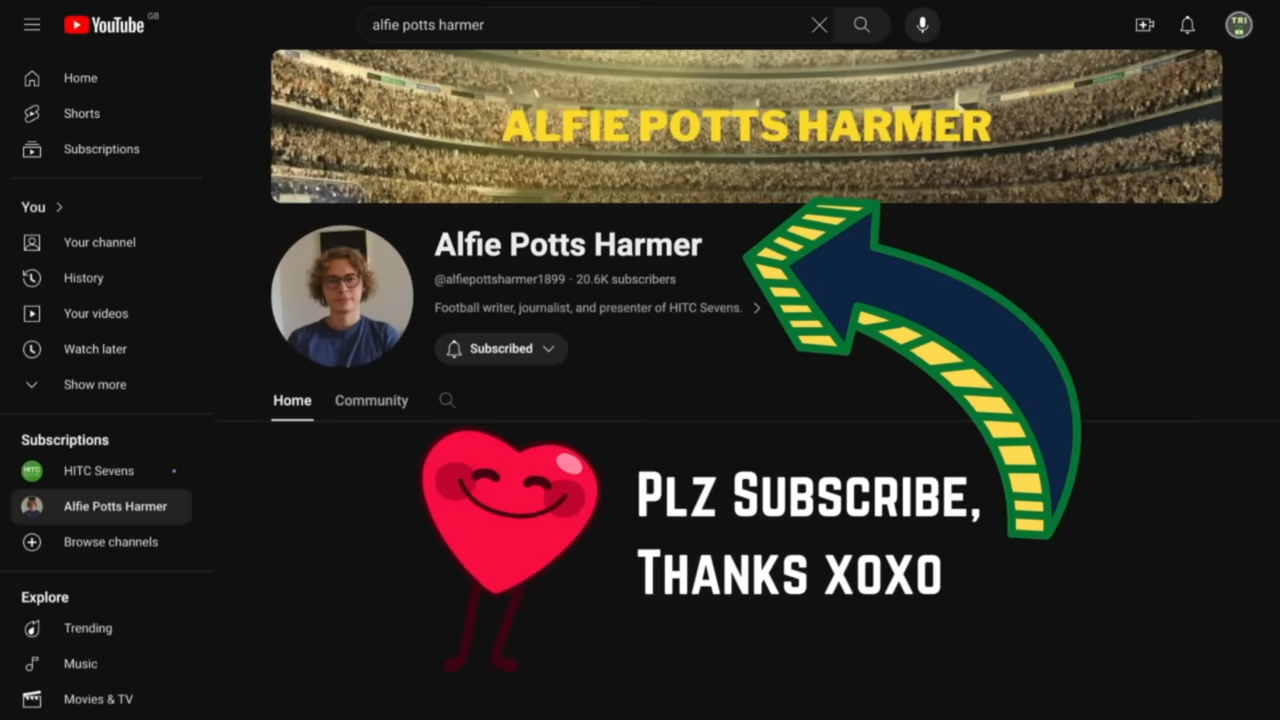 YouTube GB
alfie potts harmer
TRI
Home
Shorts
Subscriptions
You
Your channel
History
Your videos
Watch later
Show more
Subscriptions
HITC
HITC Sevens
Alfie Potts Harmer
Browse channels
Explore
Trending
Music
Movies & TV
ALFIE POTTS HARMER
Alfie Potts Harmer
@alfiepottsharmer1899 · 20.6K subscribers
Football writer, journalist, and presenter of HITC Sevens.
Subscribed
Home Community
PLZ SUBSCRIBE,
THANKS XOXO